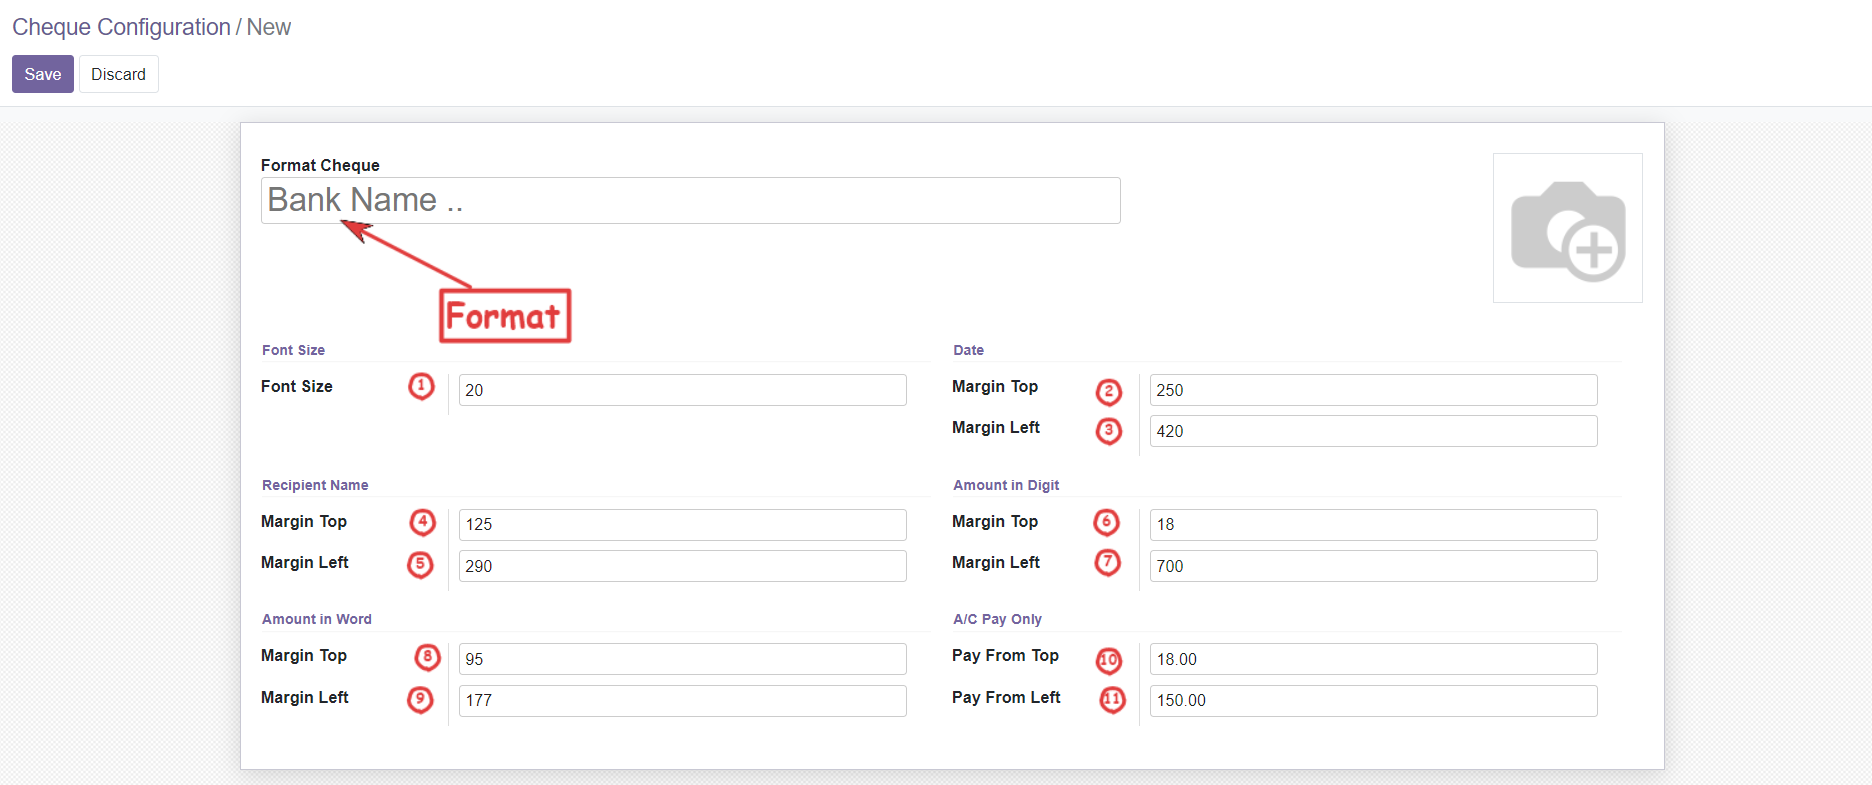 Cheque Configuration / New
Save Discard
Format Cheque
Bank Name ..
Format
Font Size
Font Size 1 20
Date
Margin Top 2 250
Margin Left 3 420
Recipient Name
Margin Top 4 125
Margin Left 5 290
Amount in Digit
Margin Top 6 18
Margin Left 7 700
Amount in Word
Margin Top 8 95
Margin Left 9 177
A/C Pay Only
Pay From Top 10 18.00
Pay From Left 11 150.00